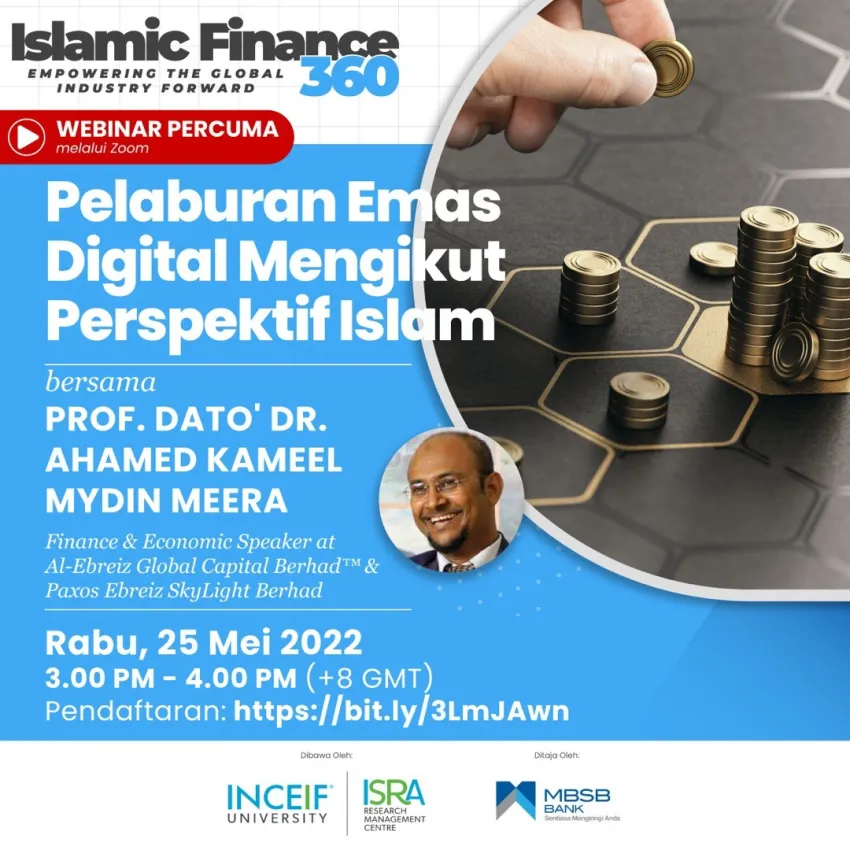 Islamic Finance
EMPOWERING THE GLOBAL
INDUSTRY FORWARD
360
WEBINAR PERCUMA
melalui Zoom
Pelaburan Emas
Digital Mengikut
Perspektif Islam
bersama
PROF. DATO' DR.
AHAMED KAMEEL
MYDIN MEERA
Finance & Economic Speaker at
Al-Ebreiz Global Capital Berhad™ &
Paxos Ebreiz SkyLight Berhad
Rabu, 25 Mei 2022
3.00 PM - 4.00 PM (+8 GMT)
Pendaftaran: https://bit.ly/3LmJAwn
Dibawa Oleh:
INCEIF®
UNIVERSITY
ISRA
RESEARCH
MANAGEMENT
CENTRE
Ditaja Oleh:
MBSB
BANK
Sentiasa Mengiringi Anda